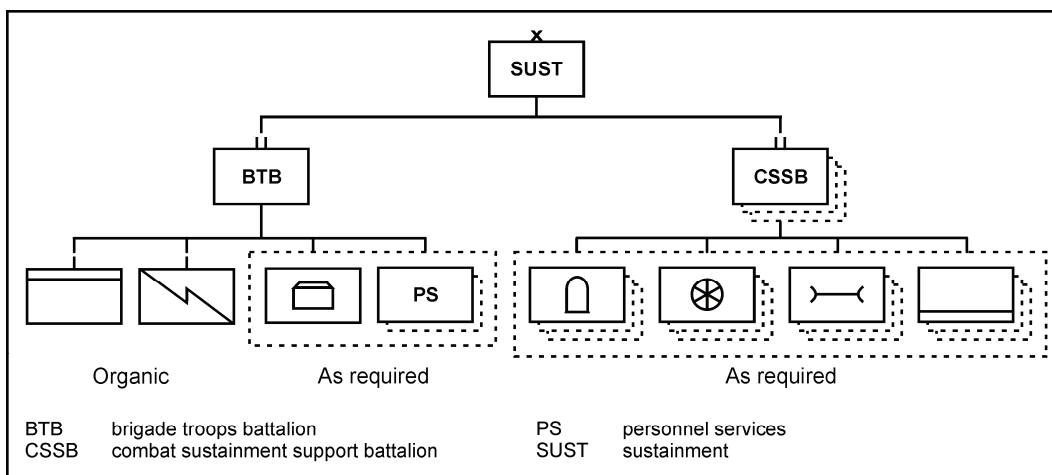 x
SUST
BTB
CSSB
PS
Organic
As required
As required
BTB brigade troops battalion
CSSB combat sustainment support battalion
PS personnel services
SUST sustainment